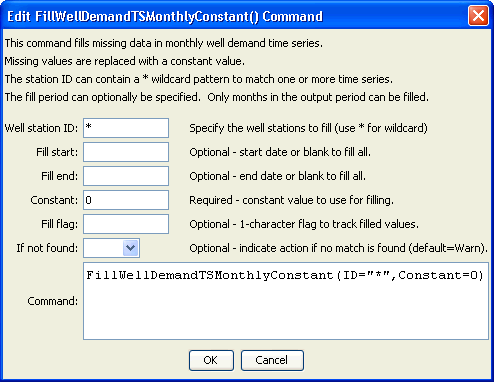 Edit FillWellDemandTSMonthlyConstant() Command
This command fills missing data in monthly well demand time series.
Missing values are replaced with a constant value.
The station ID can contain a * wildcard pattern to match one or more time series.
The fill period can optionally be specified.  Only months in the output period can be filled.
Well station ID: * Specify the well stations to fill (use * for wildcard)
Fill start: Optional - start date or blank to fill all.
Fill end: Optional - end date or blank to fill all.
Constant: 0 Required - constant value to use for filling.
Fill flag: Optional - 1-character flag to track filled values.
If not found: Optional - indicate action if no match is found (default=Warn).
FillWellDemandTSMonthlyConstant(ID="*",Constant=0)
Command:
OK Cancel